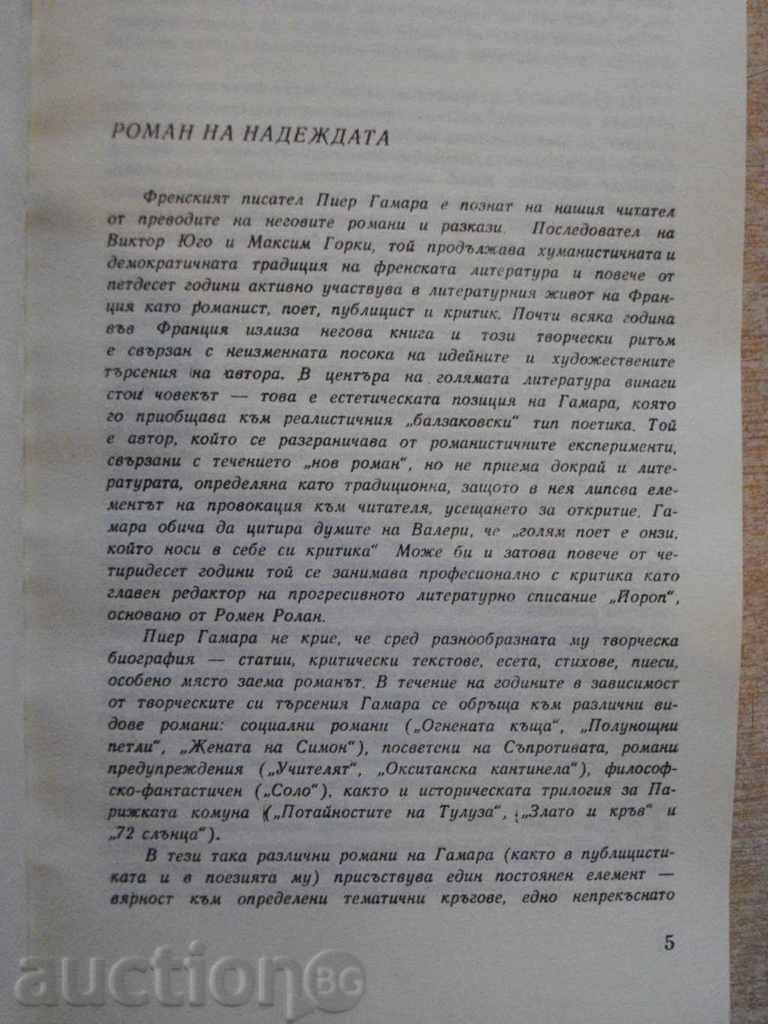 РОМАН НА НАДЕЖДАТА
Френският писател Пиер Гамара е познат на нашия читател
от преводите на неговите романи и разкази. Последовател на
Виктор Юго и Максим Горки, той продължава хуманистичната и
демократичната традиция на френската литература и повече от
петдесет години активно участвува в литературния живот на Фран-
ция като романист, поет, публицист и критик. Почти всяка година
във Франция излиза негова книга и този творчески ритъм
е свързан с неизменната посока на идейните и художествените
търсения на автора. В центъра на голямата литература винаги
стои човекът — това е естетическата позиция на Гамара, която
го приобщава към реалистичния „балзаковски“ тип поетика. Той
е автор, който се разграничава от романистичните експерименти,
свързани с течението „нов роман“, но не приема докрай и лите-
ратурата, определяна като традиционна, защото в нея липсва еле-
ментът на провокация към читателя, усещането за откритие. Га-
мара обича да цитира думите на Валери, че „голям поет е онзи,
който носи в себе си критика“ Може би и затова повече от че-
тиридесет години той се занимава професионално с критика като
главен редактор на прогресивното литературно списание „Йороп“,
основано от Ромен Ролан.
Пиер Гамара не крие, че сред разнообразната му творческа
биография — статии, критически текстове, есета, стихове, пиеси,
особено място заема романът. В течение на годините в зависимост
от творческите си търсения Гамара се обръща към различни ви-
дове романи: социални романи („Огнената къща“, „Полунощни
петли“, „Жената на Симон“), посветени на Съпротивата, романи
предупреждения („Учителят“, „Окситанска кантинела“), философ-
ско-фантастичен („Соло“), както и историческата трилогия за Па-
рижката комуна („Потайностите на Тулуза“, „Злато и кръв“ и
„72 слънца“).
В тези така различни романи на Гамара (както в публицисти-
ката и в поезията му) присъствува един постоянен елемент —
вярност към определени тематични кръгове, едно непрекъснато
5
auctionBG